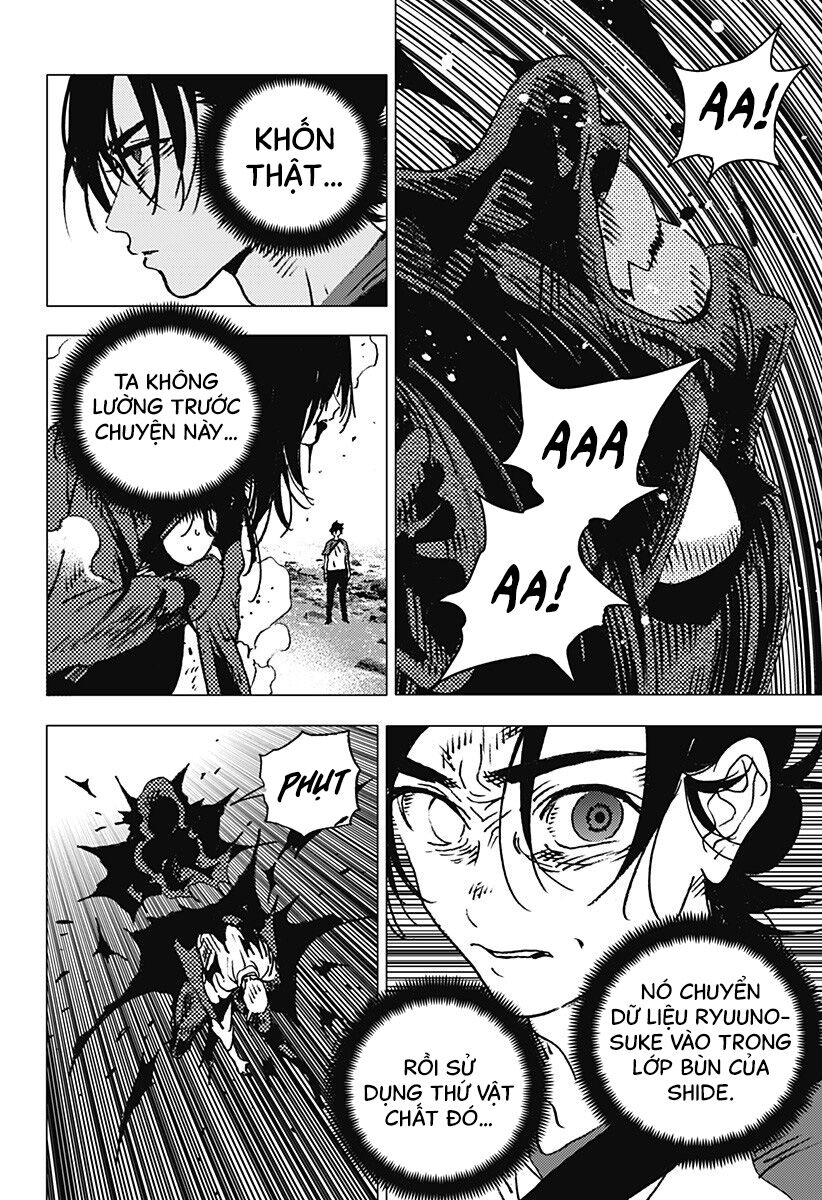 AA!
AAA
AA!
KHỐN
THẬT...
TA KHÔNG
LƯỜNG TRƯỚC
CHUYỆN NÀY...
NÓ CHUYỂN
DỮ LIỆU RYUUNO-
SUKE VÀO TRONG
LỚP BÙN CỦA
SHIDE.
RỒI SỬ
DỤNG THỨ VẬT
CHẤT ĐÓ...
PHỤT